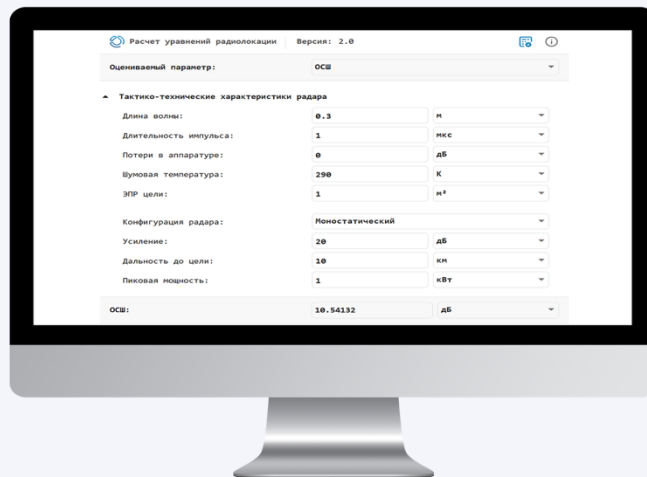 Расчет уравнений радиолокации Версия: 2.0
Оцениваемый параметр: ОСШ
Тактико-технические характеристики радара
Длина волны: 0.3 м
Длительность импульса: 1 мкс
Потери в аппаратуре: 0 дБ
Шумовая температура: 290 К
ЭПР цели: 1 м²
Конфигурация радара: Моностатический
Усиление: 20 дБ
Дальность до цели: 10 км
Пиковая мощность: 1 кВт
ОСШ: 10.54132 дБ